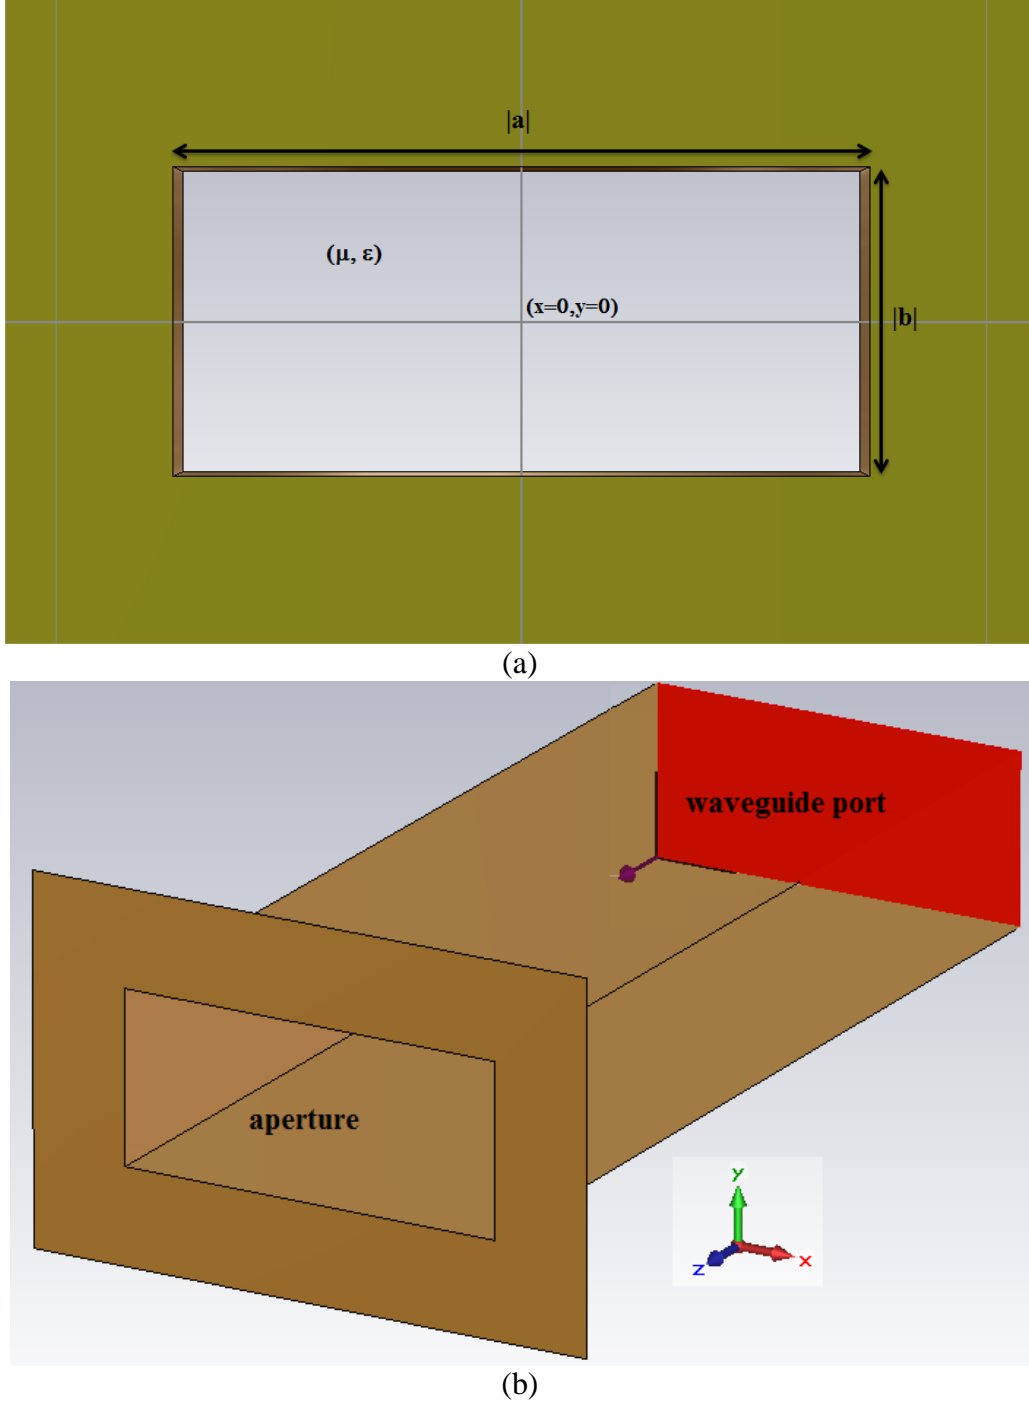 |a|
(μ, ε)
(x=0,y=0)
|b|
(a)
waveguide port
aperture
y
z
x
(b)